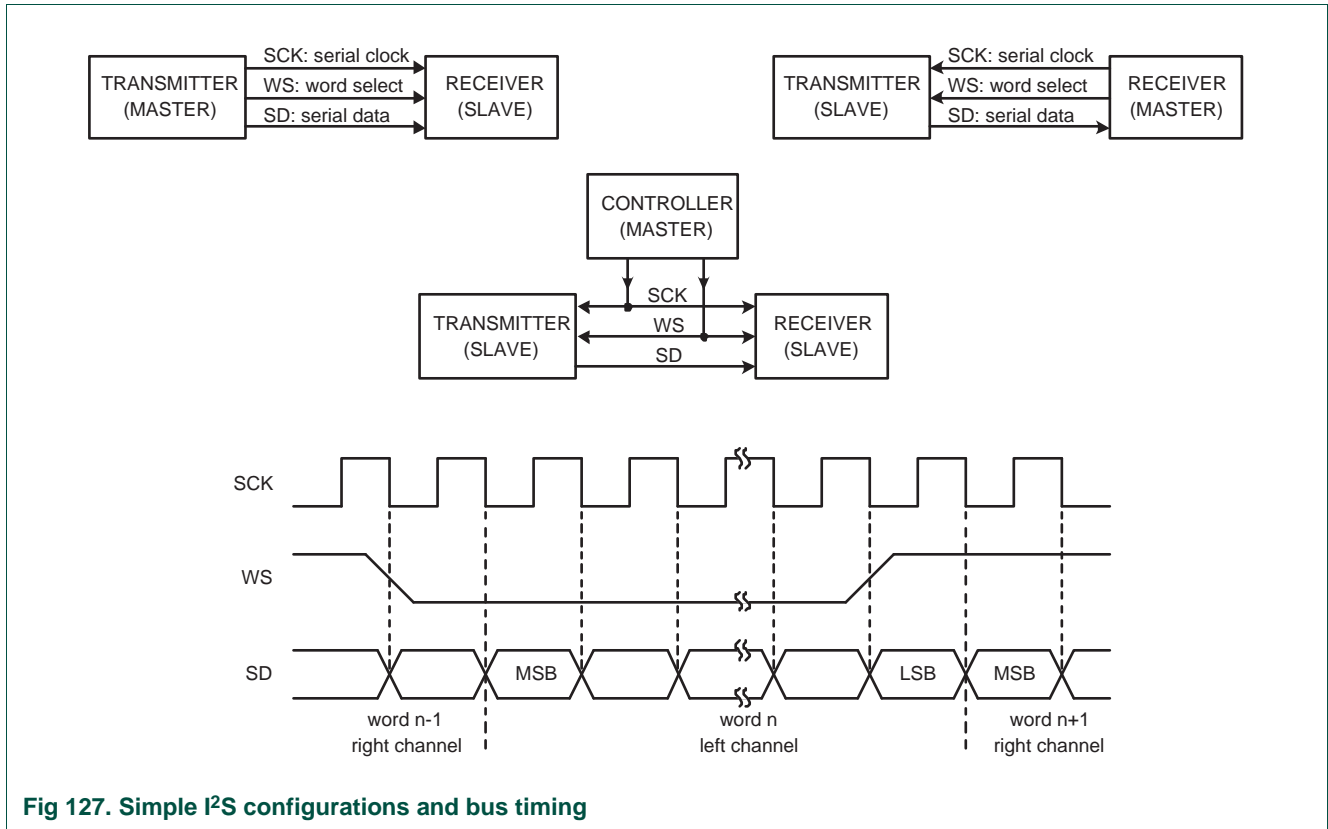 SCK: serial clock
TRANSMITTER
(MASTER)
WS: word select
RECEIVER
(SLAVE)
SD: serial data
SCK: serial clock
TRANSMITTER
(SLAVE)
WS: word select
RECEIVER
(MASTER)
SD: serial data
CONTROLLER
(MASTER)
SCK
TRANSMITTER
(SLAVE)
WS
RECEIVER
(SLAVE)
SD
SCK
WS
SD
MSB
LSB
MSB
word n-1
right channel
word n
left channel
word n+1
right channel
Fig 127. Simple I²S configurations and bus timing